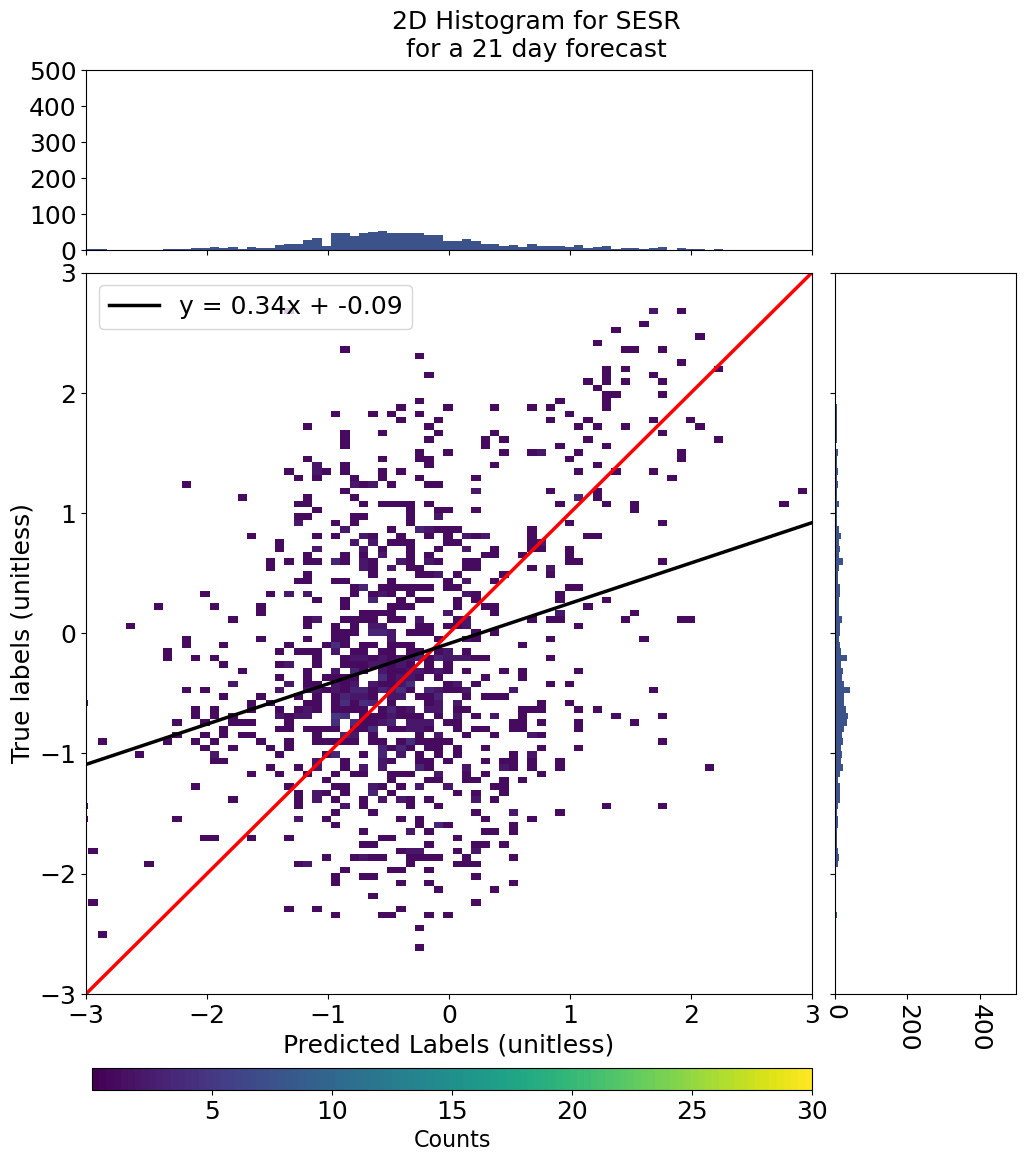 2D Histogram for SESR
for a 21 day forecast
500
400
300
200
100
0
3
2
1
0
−1
−2
−3
True labels (unitless)
y = 0.34x + -0.09
−3 −2 −1 0 1 2 3
Predicted Labels (unitless)
0 200 400
5 10 15 20 25 30
Counts